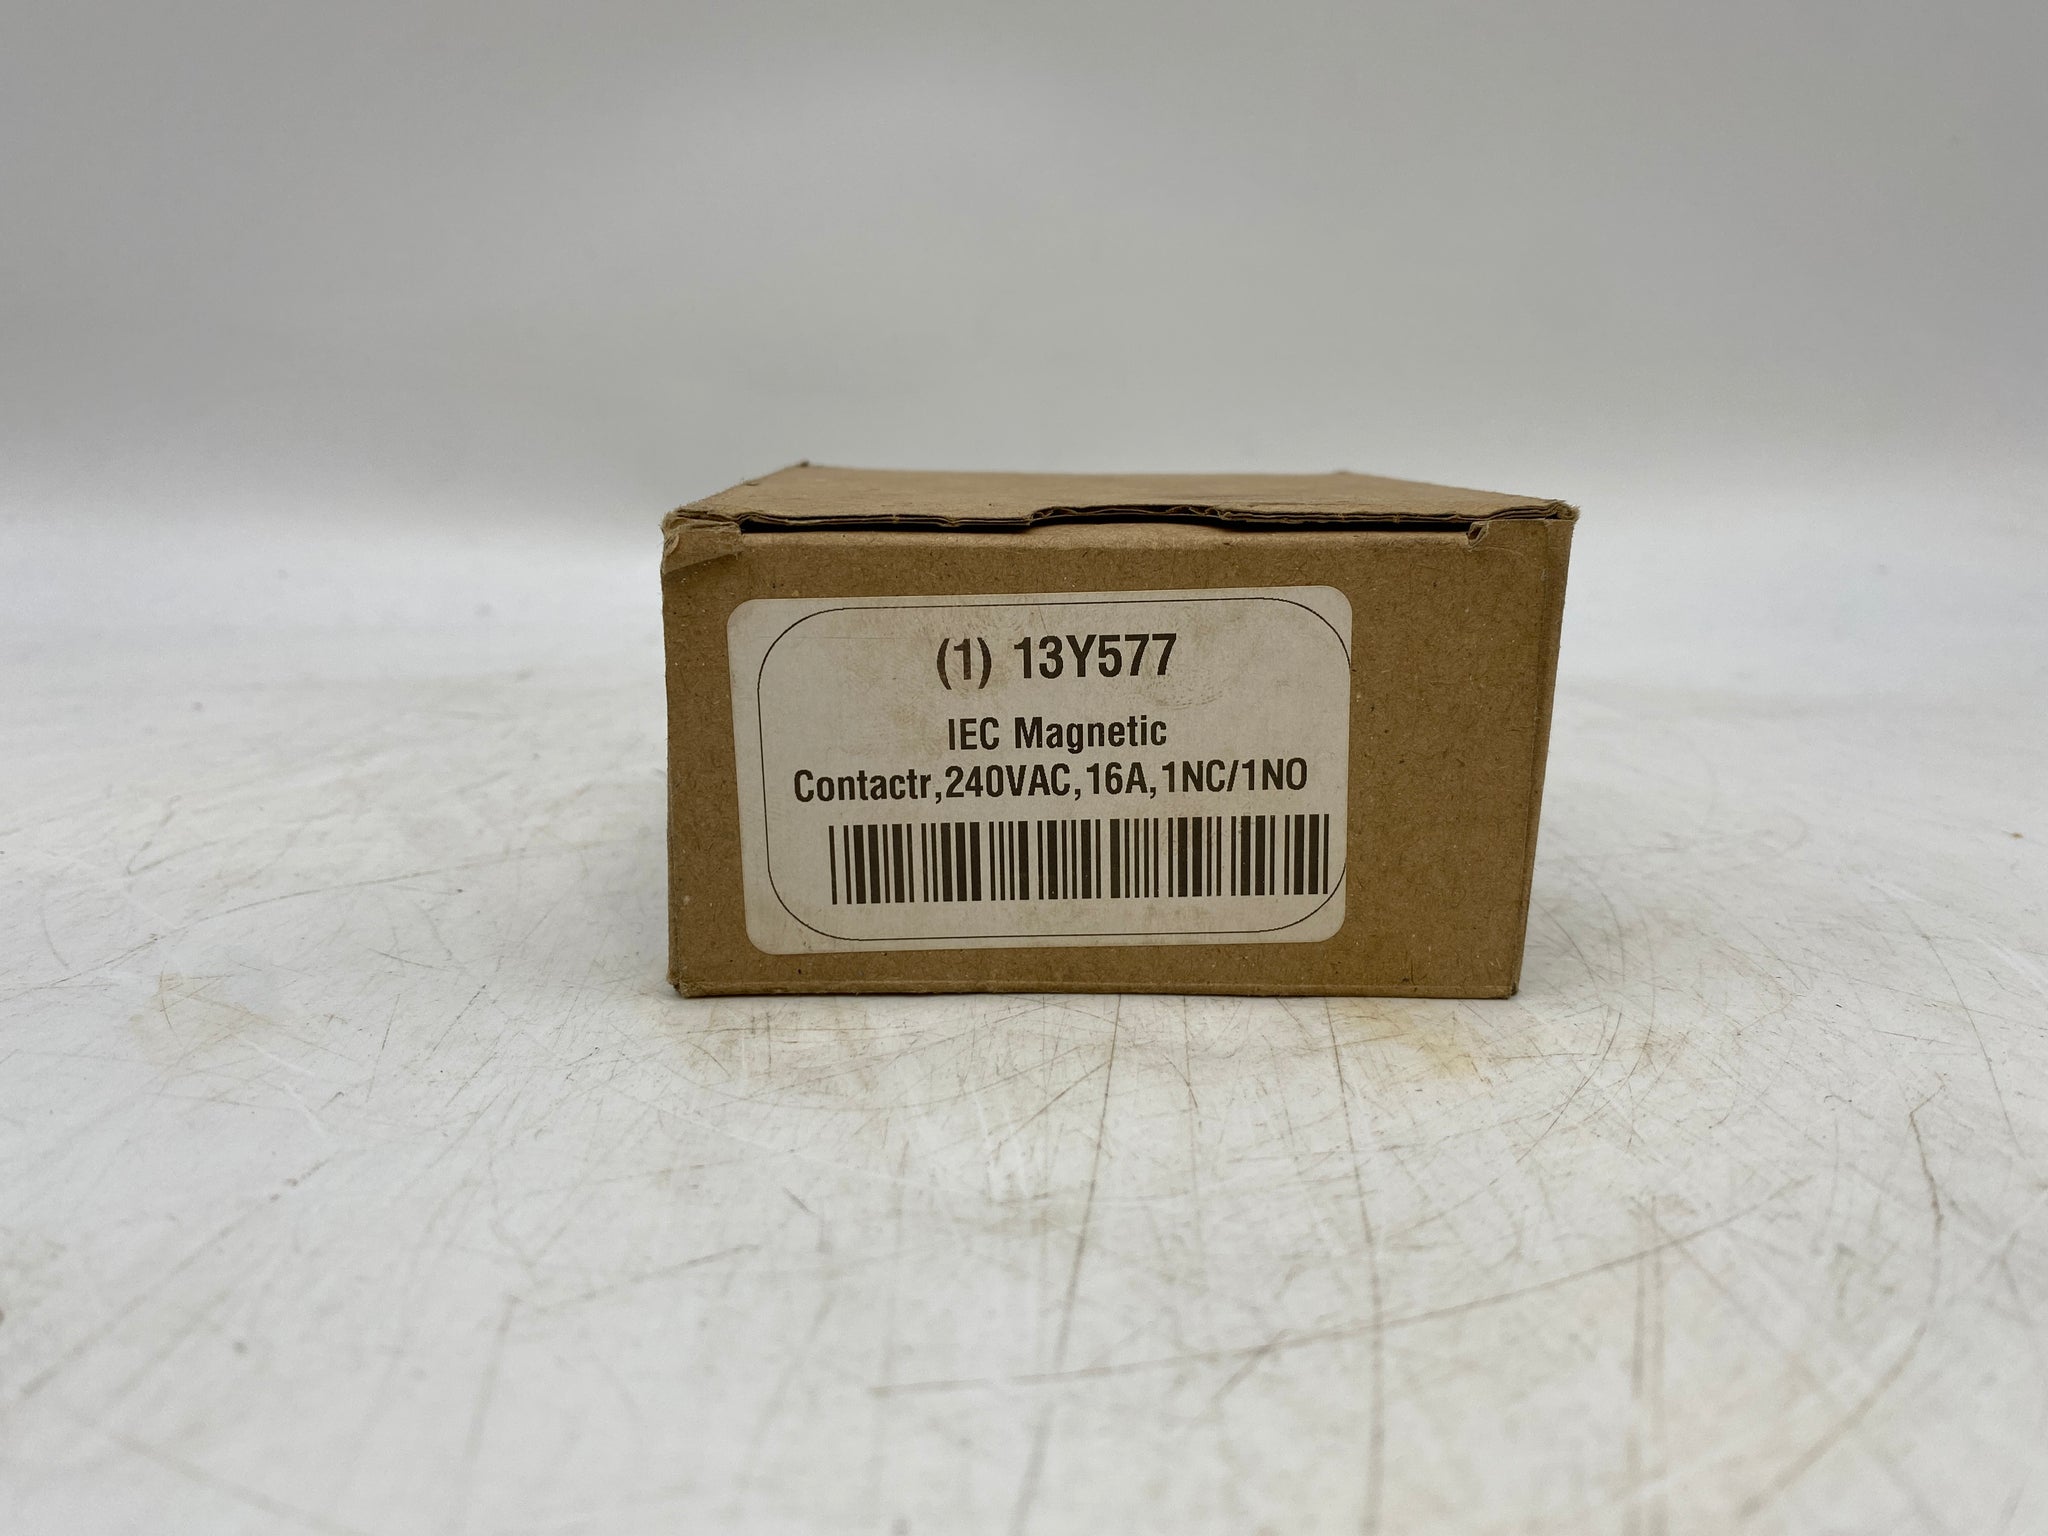 (1) 13Y577
IEC Magnetic
Contactr,240VAC,16A,1NC/1NO